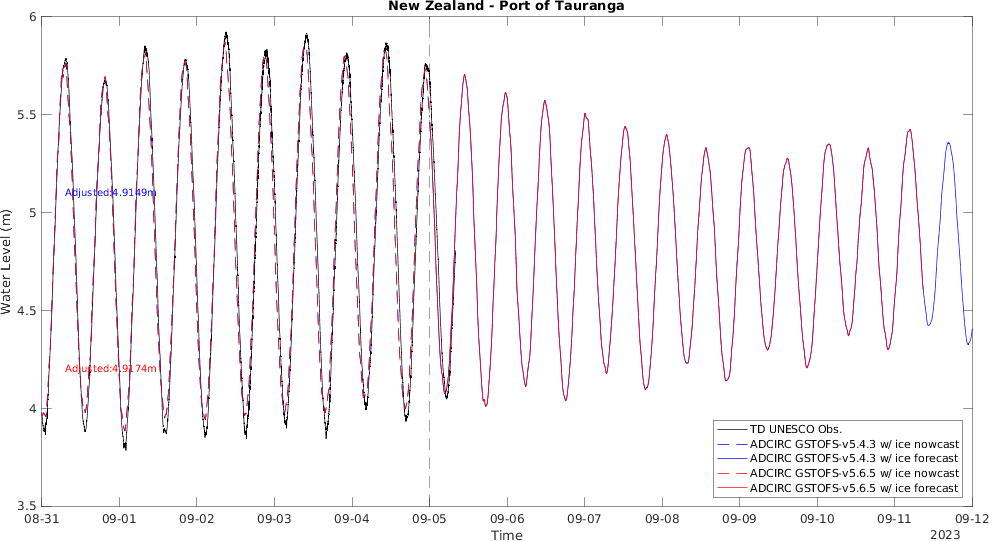 New Zealand - Port of Tauranga
Water Level (m)
6
5.5
5
4.5
4
3.5
Adjusted:4.9149m
Adjusted:4.9174m
TD UNESCO Obs.
ADCIRC GSTOFS-v5.4.3 w/ ice nowcast
ADCIRC GSTOFS-v5.4.3 w/ ice forecast
ADCIRC GSTOFS-v5.6.5 w/ ice nowcast
ADCIRC GSTOFS-v5.6.5 w/ ice forecast
08-31 09-01 09-02 09-03 09-04 09-05 09-06 09-07 09-08 09-09 09-10 09-11 09-12
Time
2023